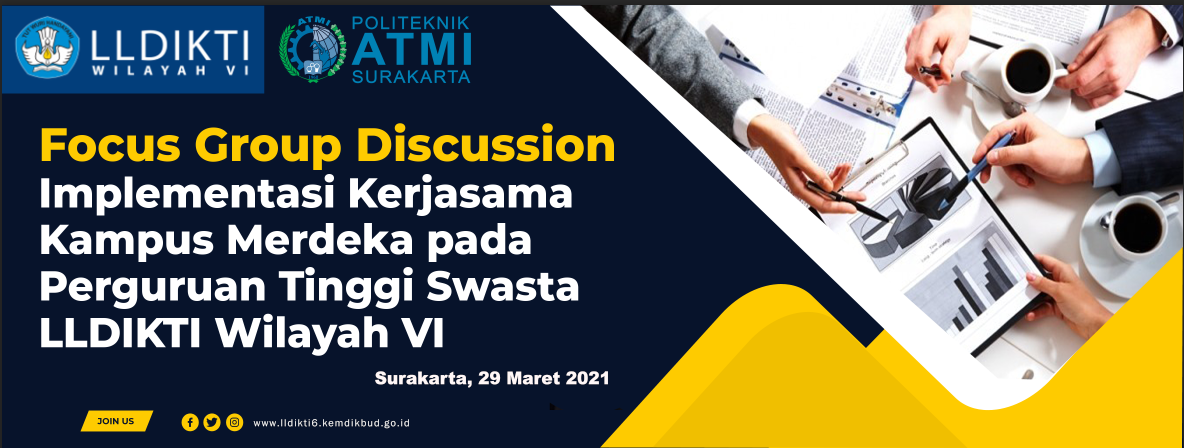 LLDIKTI
WILAYAH VI
ATMI
POLITEKNIK
ATMI
SURAKARTA
Focus Group Discussion
Implementasi Kerjasama
Kampus Merdeka pada
Perguruan Tinggi Swasta
LLDIKTI Wilayah VI
Surakarta, 29 Maret 2021
JOIN US
www.lldikti6.kemdikbud.go.id